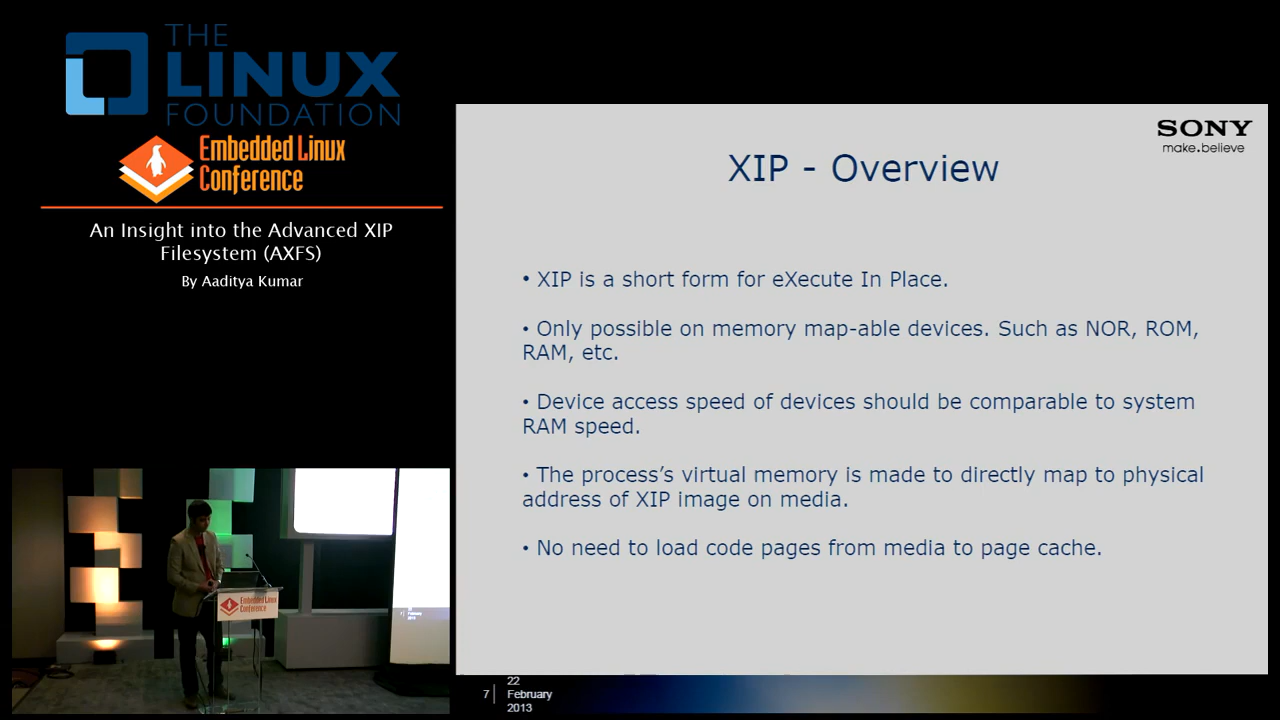 THE
LINUX
FOUNDATION
Embedded Linux
Conference
An Insight into the Advanced XIP
Filesystem (AXFS)
By Aaditya Kumar
SONY
make.believe
XIP - Overview
• XIP is a short form for eXecute In Place.
• Only possible on memory map-able devices. Such as NOR, ROM,
RAM, etc.
• Device access speed of devices should be comparable to system
RAM speed.
• The process's virtual memory is made to directly map to physical
address of XIP image on media.
• No need to load code pages from media to page cache.
Embedded Linux
Conference
22
7 February
2013